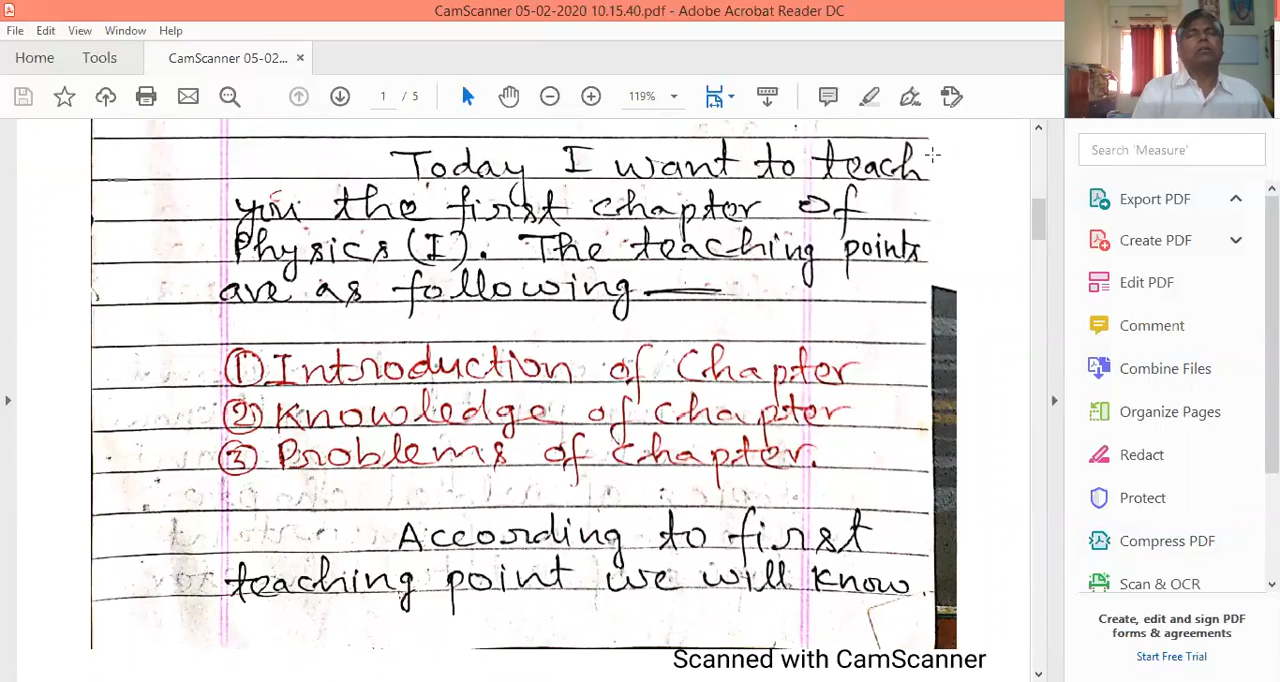 CamScanner 05-02-2020 10.15.40.pdf - Adobe Acrobat Reader DC
File Edit View Window Help
Home Tools CamScanner 05-02... ×
1 / 5 119%
Today I want to teach
you the first chapter of
Physics (I). The teaching points
are as following —
① Introduction of Chapter
② Knowledge of chapter
③ Problems of chapter.
According to first
teaching point we will know.
Scanned with CamScanner
Search 'Measure'
Export PDF
Create PDF
Edit PDF
Comment
Combine Files
Organize Pages
Redact
Protect
Compress PDF
Scan & OCR
Create, edit and sign PDF
forms & agreements
Start Free Trial